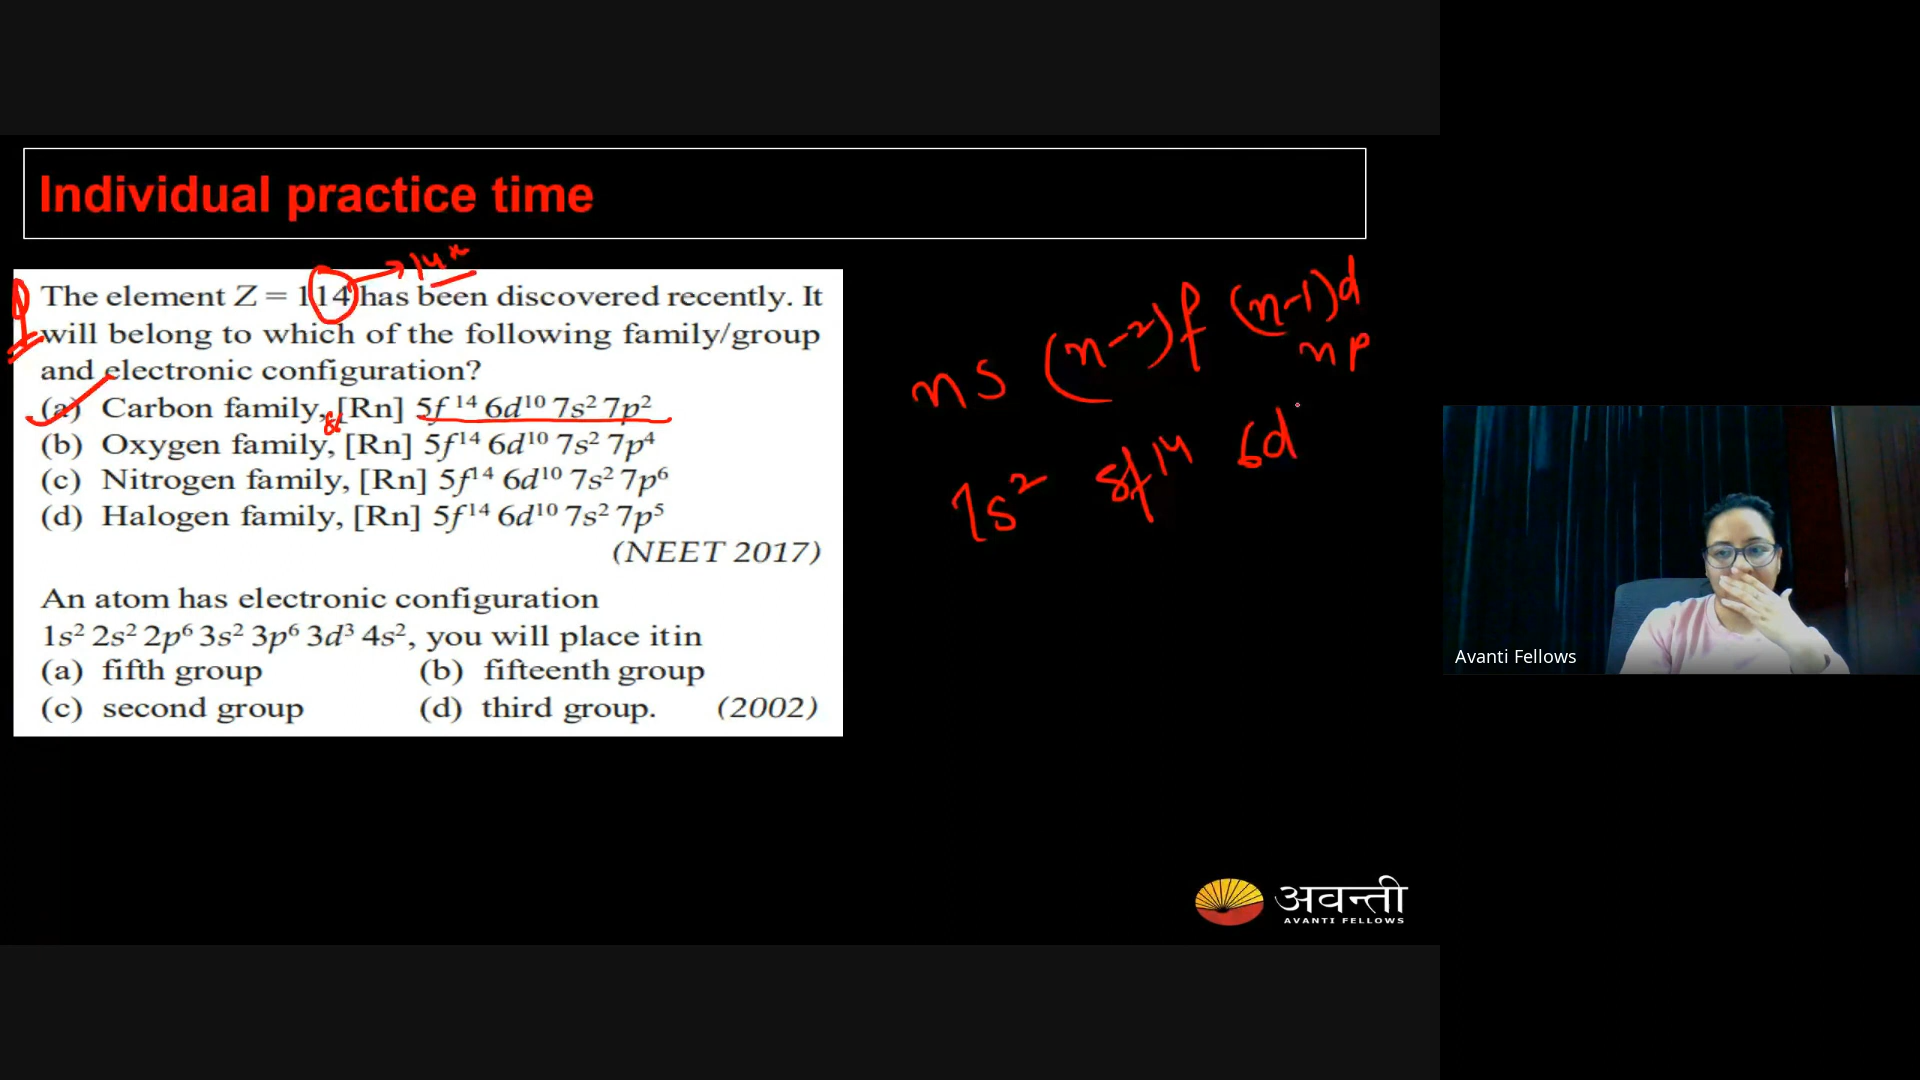 Individual practice time
→ 14
The element Z = 114 has been discovered recently. It
will belong to which of the following family/group
and electronic configuration?
(a) Carbon family, [Rn] 5f¹⁴ 6d¹⁰ 7s² 7p²
(b) Oxygen family, [Rn] 5f¹⁴ 6d¹⁰ 7s² 7p⁴
(c) Nitrogen family, [Rn] 5f¹⁴ 6d¹⁰ 7s² 7p⁶
(d) Halogen family, [Rn] 5f¹⁴ 6d¹⁰ 7s² 7p⁵
(NEET 2017)
An atom has electronic configuration
1s² 2s² 2p⁶ 3s² 3p⁶ 3d³ 4s², you will place it in
(a) fifth group (b) fifteenth group
(c) second group (d) third group. (2002)
ns (n-2)f (n-1)d
np
7s² 5f¹⁴ 6d
Avanti Fellows
अवन्ती
AVANTI FELLOWS